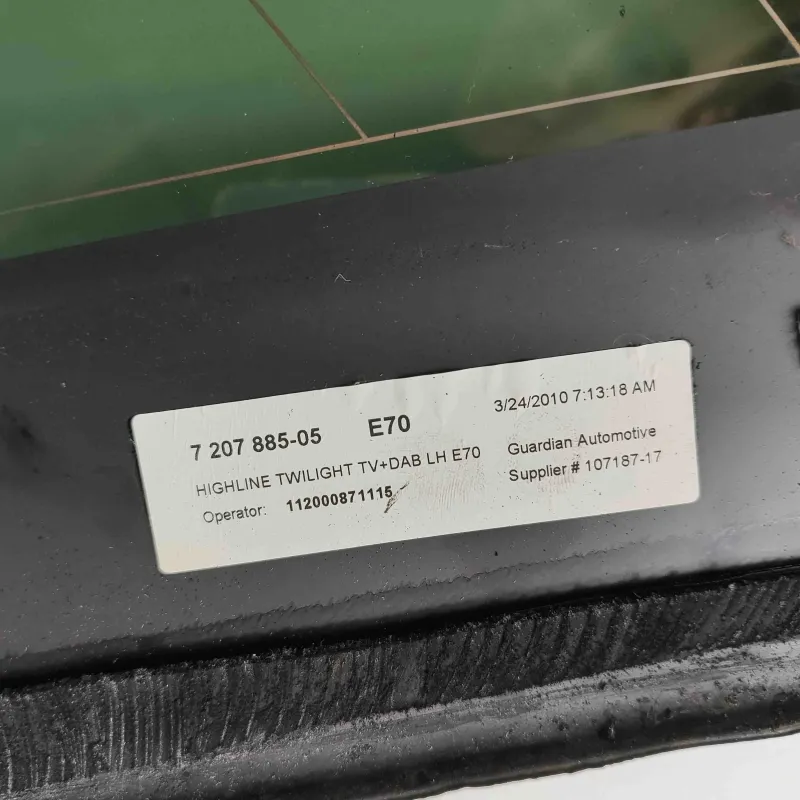 7 207 885-05 E70 3/24/2010 7:13:18 AM
HIGHLINE TWILIGHT TV+DAB LH E70 Guardian Automotive
Operator: 112000871115 Supplier # 107187-17